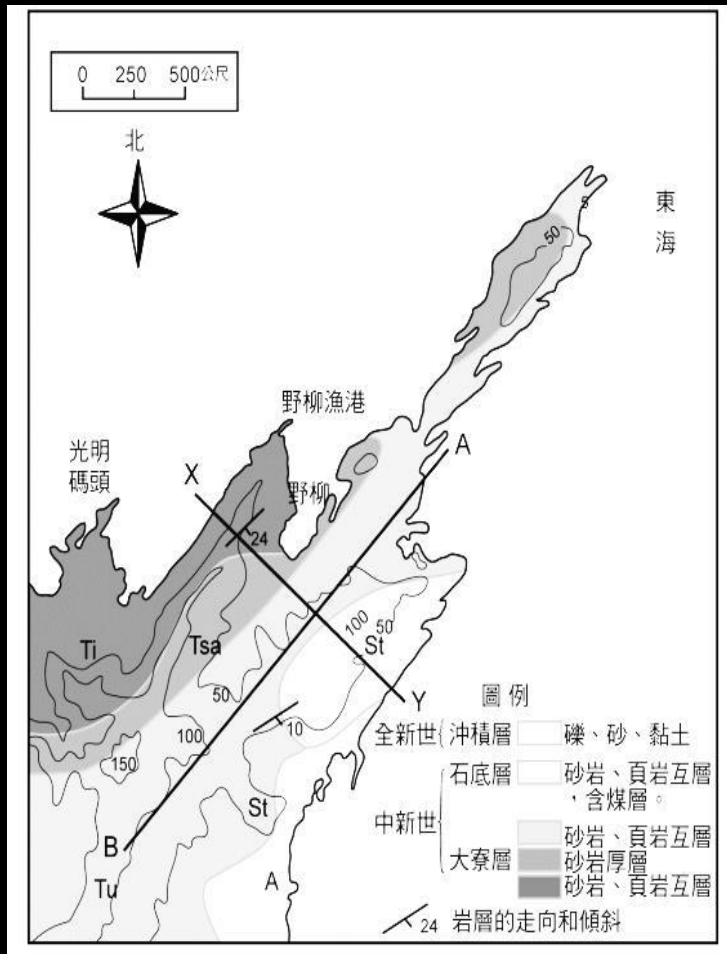 0 250 500公尺
北
東
海
5
50
野柳漁港
光明
碼頭
A
X
野柳
24
100
50
St
Ti
Tsa
50
Y
圖例
100
10
全新世 沖積層 礫、砂、黏土
150
石底層 砂岩、頁岩互層
，含煤層。
St
中新世
砂岩、頁岩互層
B
大寮層 砂岩厚層
A
Tu
砂岩、頁岩互層
24 岩層的走向和傾斜